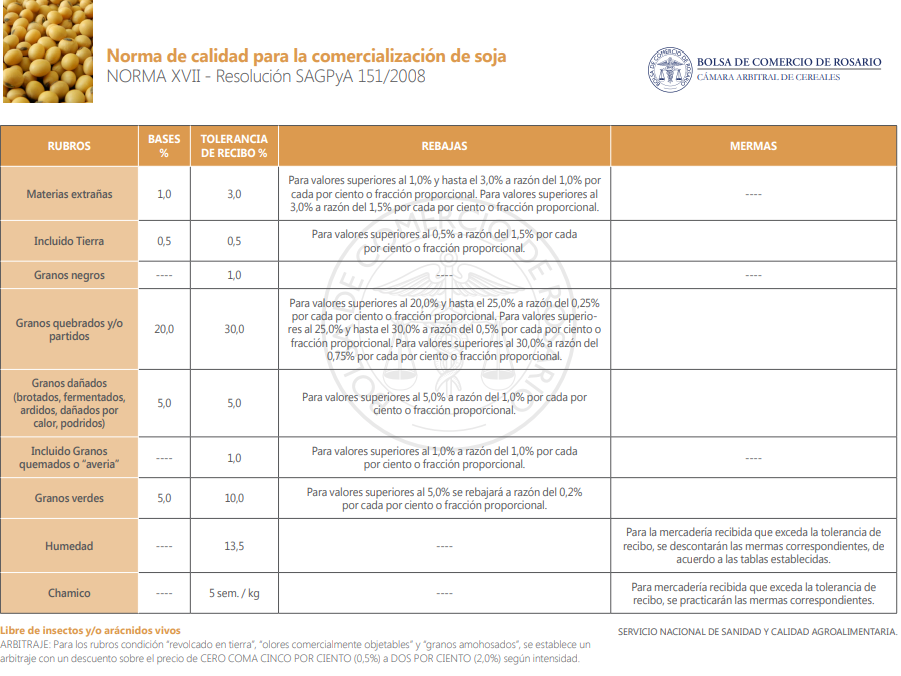 Norma de calidad para la comercialización de soja
NORMA XVII - Resolución SAGPyA 151/2008
BOLSA DE COMERCIO DE ROSARIO
CÁMARA ARBITRAL DE CEREALES
RUBROS
BASES
%
TOLERANCIA
DE RECIBO %
REBAJAS
MERMAS
Materias extrañas
1,0
3,0
Para valores superiores al 1,0% y hasta el 3,0% a razón del 1,0% por
cada por ciento o fracción proporcional. Para valores superiores al
3,0% a razón del 1,5% por cada por ciento o fracción proporcional.
----
Incluido Tierra
0,5
0,5
Para valores superiores al 0,5% a razón del 1,5% por cada
por ciento o fracción proporcional.
Granos negros
----
1,0
----
----
Granos quebrados y/o
partidos
20,0
30,0
Para valores superiores al 20,0% y hasta el 25,0% a razón del 0,25%
por cada por ciento o fracción proporcional. Para valores superio-
res al 25,0% y hasta el 30,0% a razón del 0,5% por cada por ciento o
fracción proporcional. Para valores superiores al 30,0% a razón del
0,75% por cada por ciento o fracción proporcional.
Granos dañados
(brotados, fermentados,
ardidos, dañados por
calor, podridos)
5,0
5,0
Para valores superiores al 5,0% a razón del 1,0% por cada por
ciento o fracción proporcional.
Incluido Granos
quemados o "averia"
----
1,0
Para valores superiores al 1,0% a razón del 1,0% por cada
por ciento o fracción proporcional.
----
Granos verdes
5,0
10,0
Para valores superiores al 5,0% se rebajará a razón del 0,2%
por cada por ciento o fracción proporcional.
Humedad
----
13,5
----
Para la mercadería recibida que exceda la tolerancia de
recibo, se descontarán las mermas correspondientes, de
acuerdo a las tablas establecidas.
Chamico
----
5 sem. / kg
----
Para mercadería recibida que exceda la tolerancia de
recibo, se practicarán las mermas correspondientes.
Libre de insectos y/o arácnidos vivos
ARBITRAJE: Para los rubros condición "revolcado en tierra", "olores comercialmente objetables" y "granos amohosados", se establece un
arbitraje con un descuento sobre el precio de CERO COMA CINCO POR CIENTO (0,5%) a DOS POR CIENTO (2,0%) según intensidad.
SERVICIO NACIONAL DE SANIDAD Y CALIDAD AGROALIMENTARIA.
BOLSA DE COMERCIO DE ROSARIO